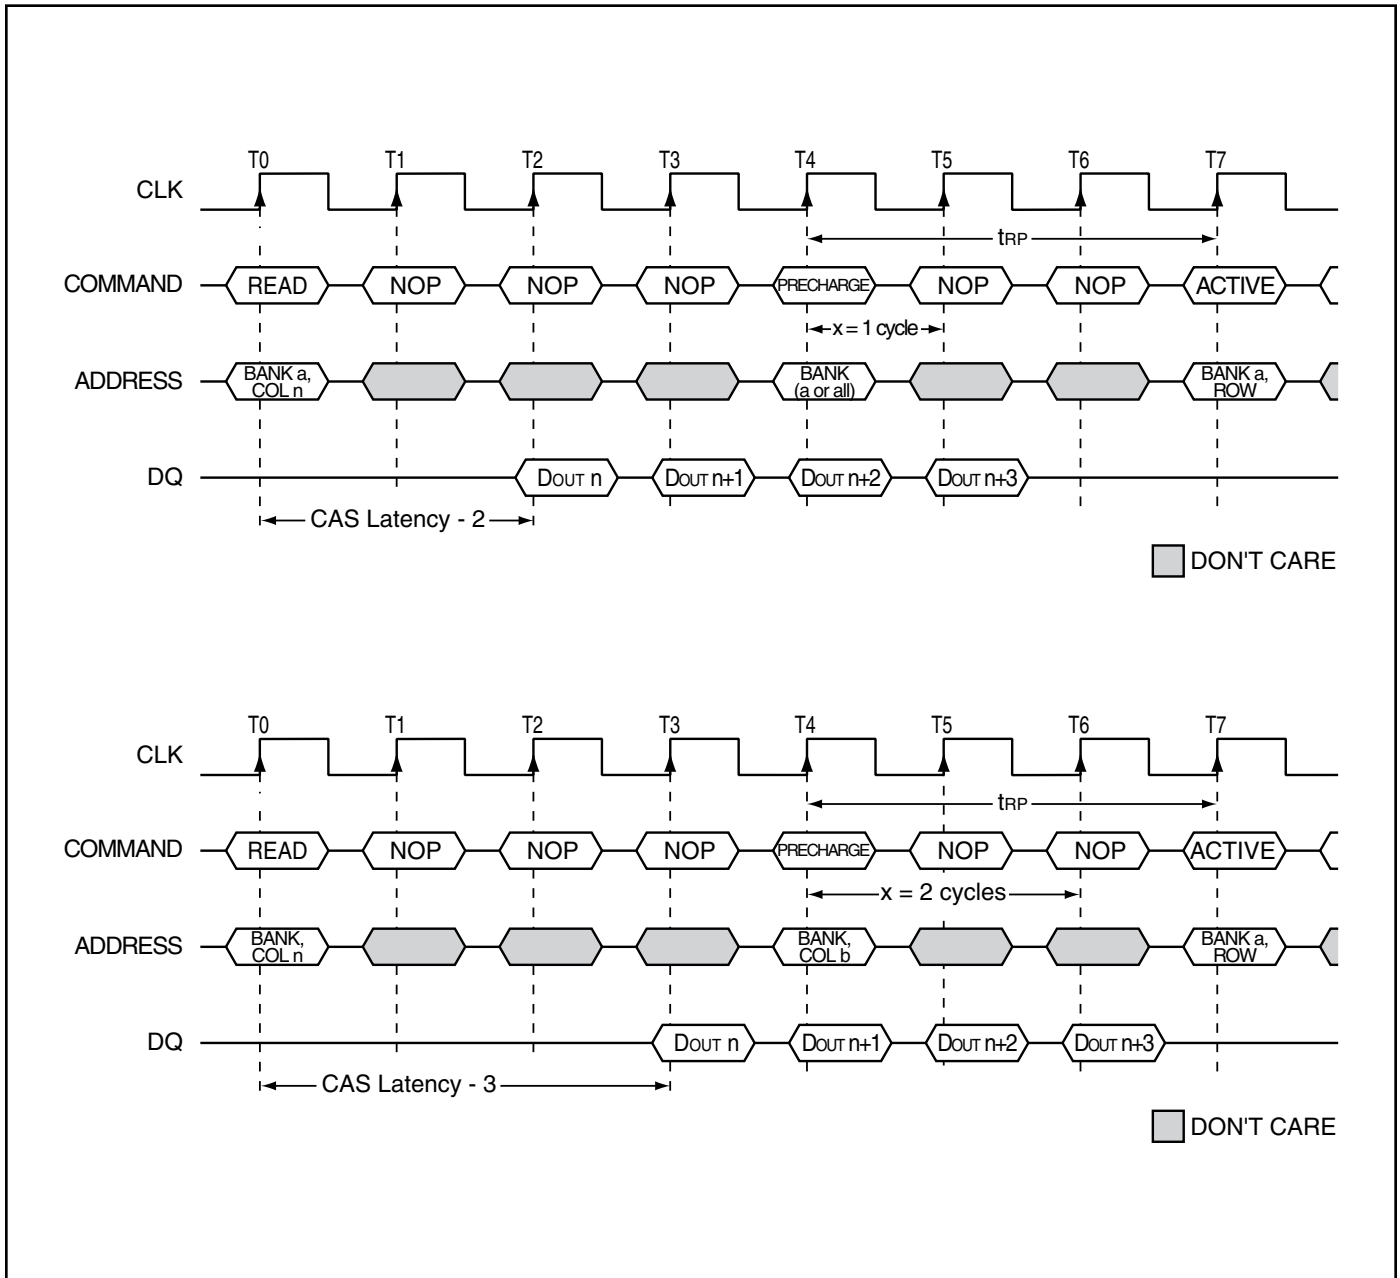 T0 T1 T2 T3 T4 T5 T6 T7
CLK
tRP
COMMAND READ NOP NOP NOP PRECHARGE NOP NOP ACTIVE
x = 1 cycle
ADDRESS BANK a, COL n BANK (a or all) BANK a, ROW
DQ DOUT n DOUT n+1 DOUT n+2 DOUT n+3
CAS Latency - 2
DON'T CARE
T0 T1 T2 T3 T4 T5 T6 T7
CLK
tRP
COMMAND READ NOP NOP NOP PRECHARGE NOP NOP ACTIVE
x = 2 cycles
ADDRESS BANK, COL n BANK, COL b BANK a, ROW
DQ DOUT n DOUT n+1 DOUT n+2 DOUT n+3
CAS Latency - 3
DON'T CARE